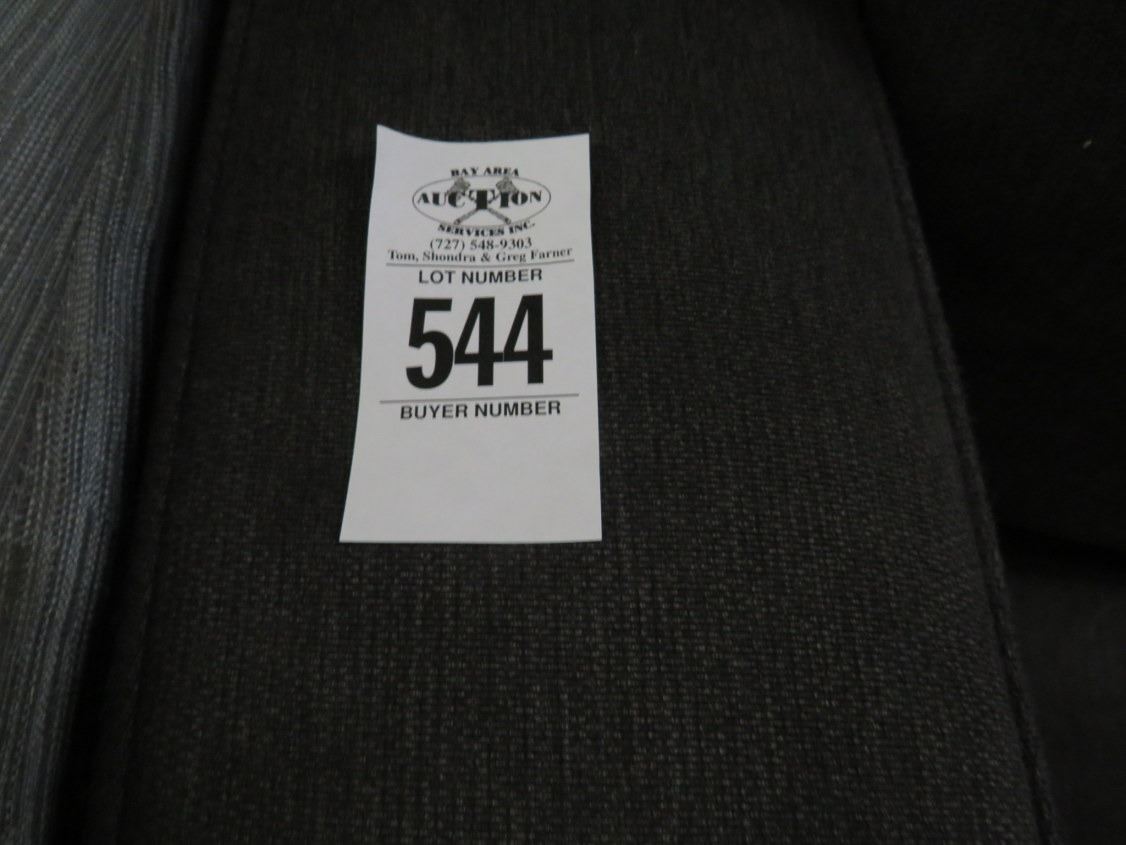 BAY AREA
AUCTION
SERVICES INC.
(727) 548-9303
Tom, Shondra & Greg Farner
LOT NUMBER
544
BUYER NUMBER